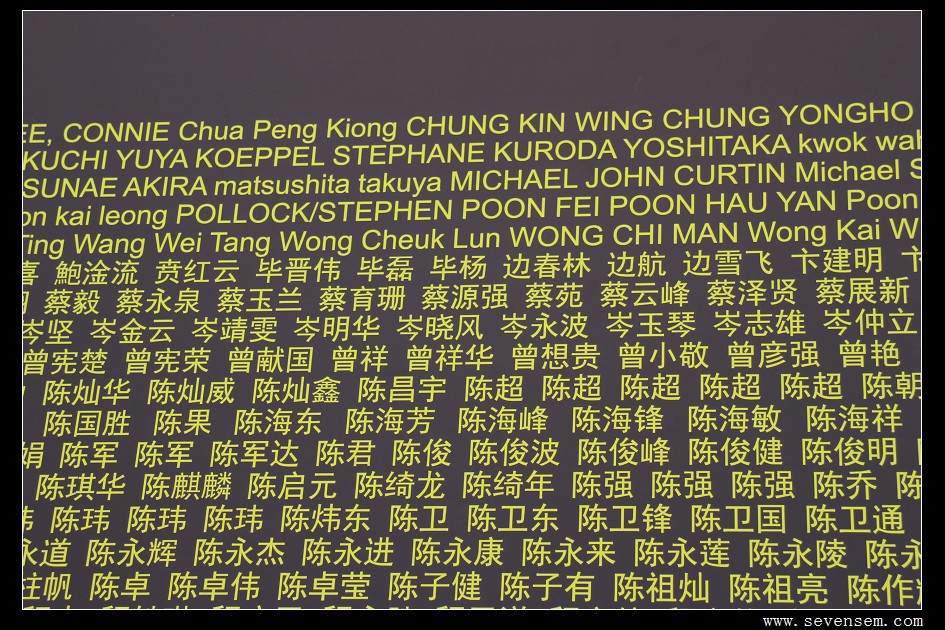 CONNIE Chua Peng Kiong CHUNG KIN WING CHUNG YONGHO
YUYA KOEPPEL STEPHANE KURODA YOSHITAKA kwok
AKIRA matsushita takuya MICHAEL JOHN CURTIN Michael
kai leong POLLOCK/STEPHEN POON FEI POON HAU YAN Poon
Wang Wei Tang Wong Cheuk Lun WONG CHI MAN Wong Kai
鲍淦流 贲红云 毕晋伟 毕磊 毕杨 边春林 边航 边雪飞 卞建明
蔡毅 蔡永泉 蔡玉兰 蔡育珊 蔡源强 蔡苑 蔡云峰 蔡泽贤 蔡展新
岑坚 岑金云 岑靖雯 岑明华 岑晓风 岑永波 岑玉琴 岑志雄 岑仲立
曾宪楚 曾宪荣 曾献国 曾祥 曾祥华 曾想贵 曾小敬 曾彦强 曾艳
陈灿华 陈灿威 陈灿鑫 陈昌宇 陈超 陈超 陈超 陈超 陈超
陈国胜 陈果 陈海东 陈海芳 陈海峰 陈海锋 陈海敏 陈海祥
陈军 陈军 陈军达 陈君 陈俊 陈俊波 陈俊峰 陈俊健 陈俊明
陈琪华 陈麒麟 陈启元 陈绮龙 陈绮年 陈强 陈强 陈强 陈乔
陈玮 陈玮 陈玮 陈炜东 陈卫 陈卫东 陈卫锋 陈卫国 陈卫通
永道 陈永辉 陈永杰 陈永进 陈永康 陈永来 陈永莲 陈永陵
陈卓 陈卓伟 陈卓莹 陈子健 陈子有 陈祖灿 陈祖亮
www.sevensem.com